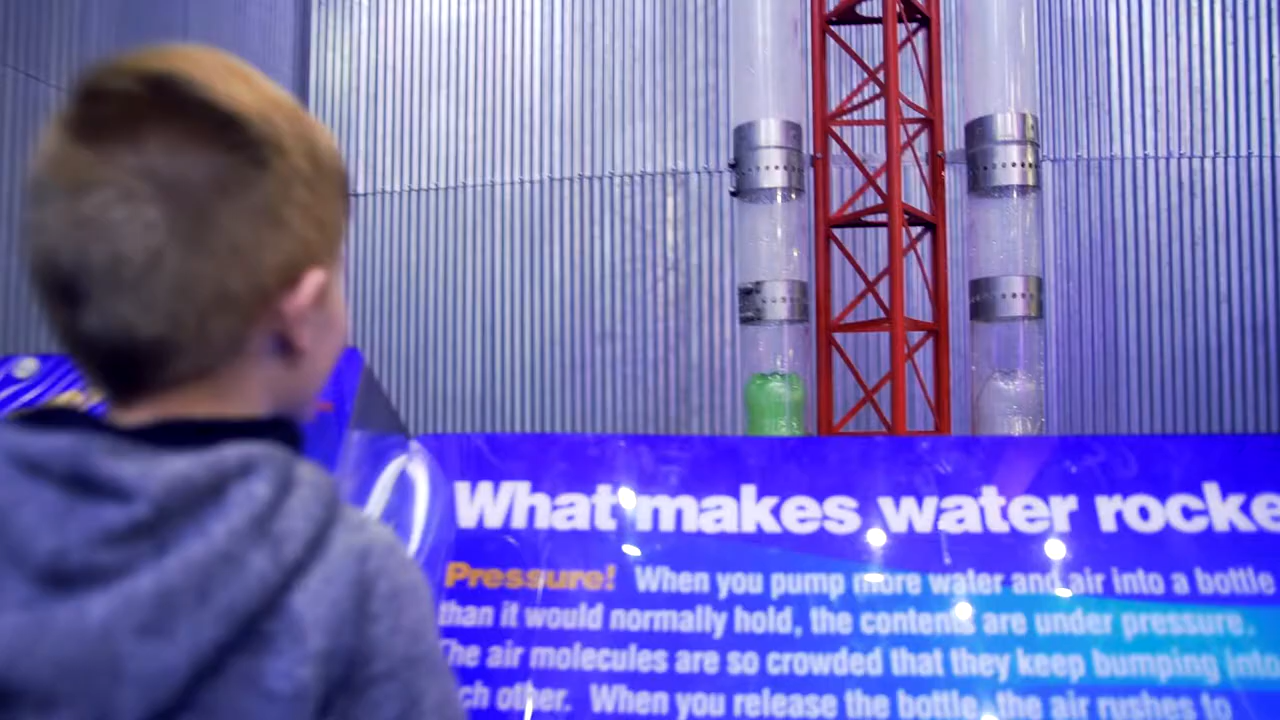 What makes water rocke
Pressure! When you pump more water and air into a bottle
than it would normally hold, the contents are under pressure.
The air molecules are so crowded that they keep bumping into
ch other. When you release the bottle, the air rushes to